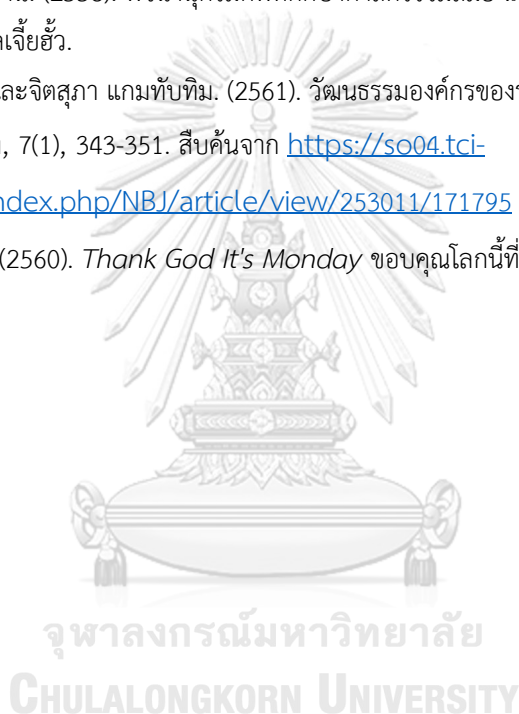 (2538).
เจี้ยฮั้ว.
และจิตสุภา แกมทับทิม. (2561). วัฒนธรรมองค์กรของ
, 7(1), 343-351. สืบค้นจาก https://so04.tci-
ndex.php/NBJ/article/view/253011/171795
(2560). Thank God It's Monday ขอบคุณโลกนี้ที่
จุฬาลงกรณ์มหาวิทยาลัย
CHULALONGKORN UNIVERSITY